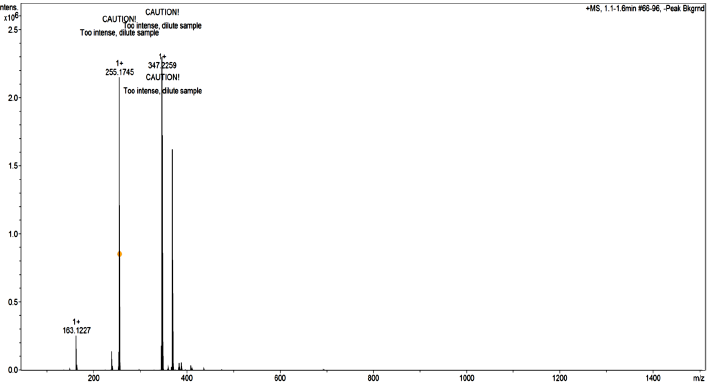 Intens.
x10⁶
+MS, 1.1-1.6min #66-96, -Peak Bkgrnd
CAUTION!
Too intense, dilute sample
CAUTION!
Too intense, dilute sample
1+
255.1745
1+
347.2259
CAUTION!
Too intense, dilute sample
1+
163.1227
2.5
2.0
1.5
1.0
0.5
0.0
200
400
600
800
1000
1200
1400
m/z